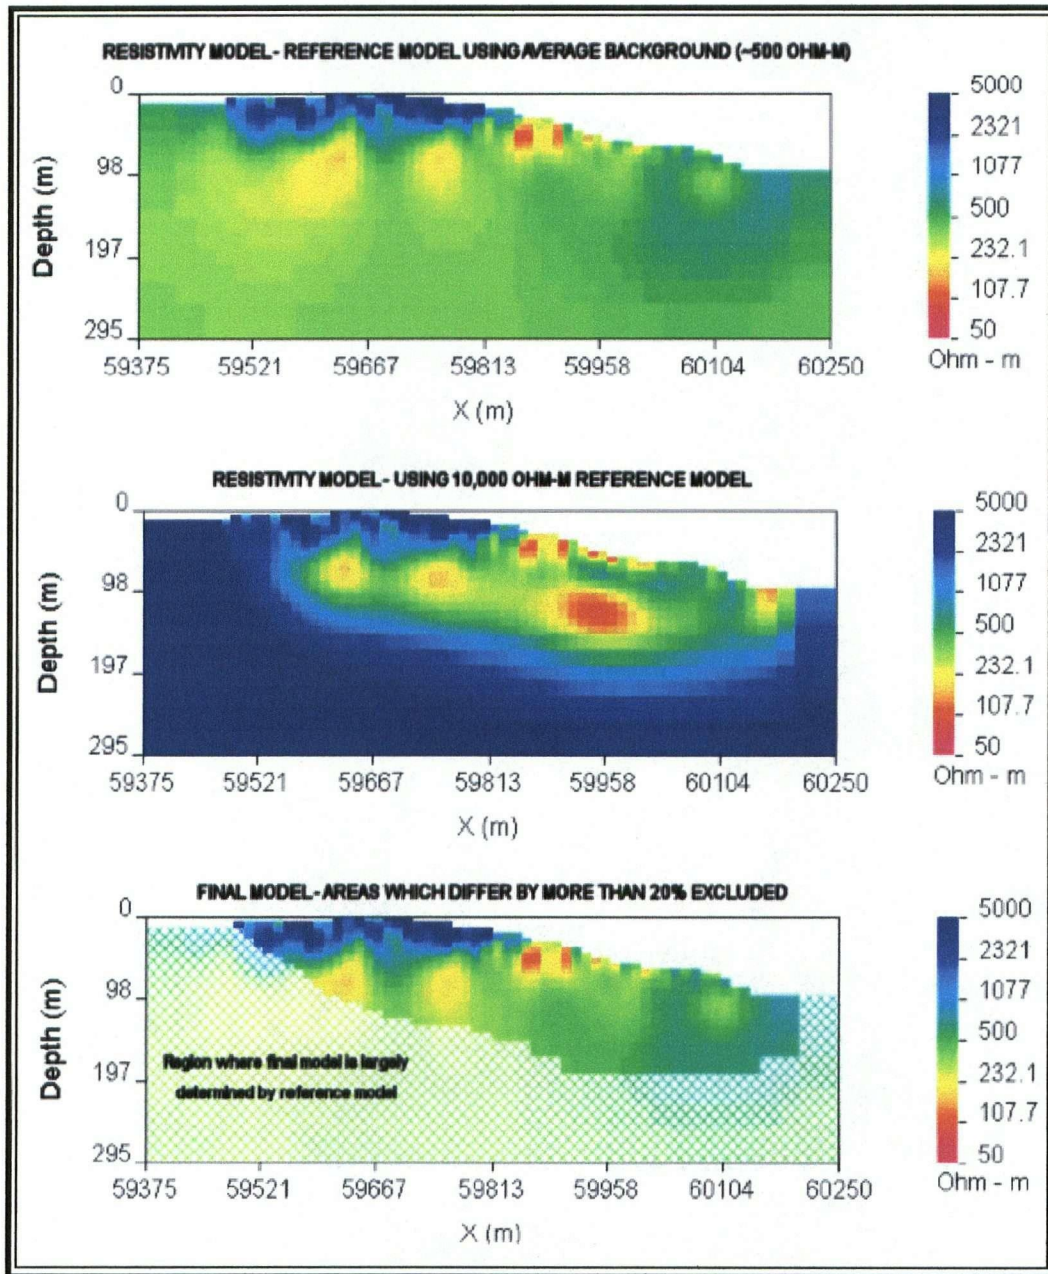 RESISTIVITY MODEL - REFERENCE MODEL USING AVERAGE BACKGROUND (~500 OHM-M)
0
98
197
295
Depth (m)
59375 59521 59667 59813 59958 60104 60250
X (m)
5000
2321
1077
500
232.1
107.7
50
Ohm - m
RESISTIVITY MODEL - USING 10,000 OHM-M REFERENCE MODEL
0
98
197
295
Depth (m)
59375 59521 59667 59813 59958 60104 60250
X (m)
5000
2321
1077
500
232.1
107.7
50
Ohm - m
FINAL MODEL - AREAS WHICH DIFFER BY MORE THAN 20% EXCLUDED
0
98
197
295
Depth (m)
Region where final model is largely
determined by reference model
59375 59521 59667 59813 59958 60104 60250
X (m)
5000
2321
1077
500
232.1
107.7
50
Ohm - m